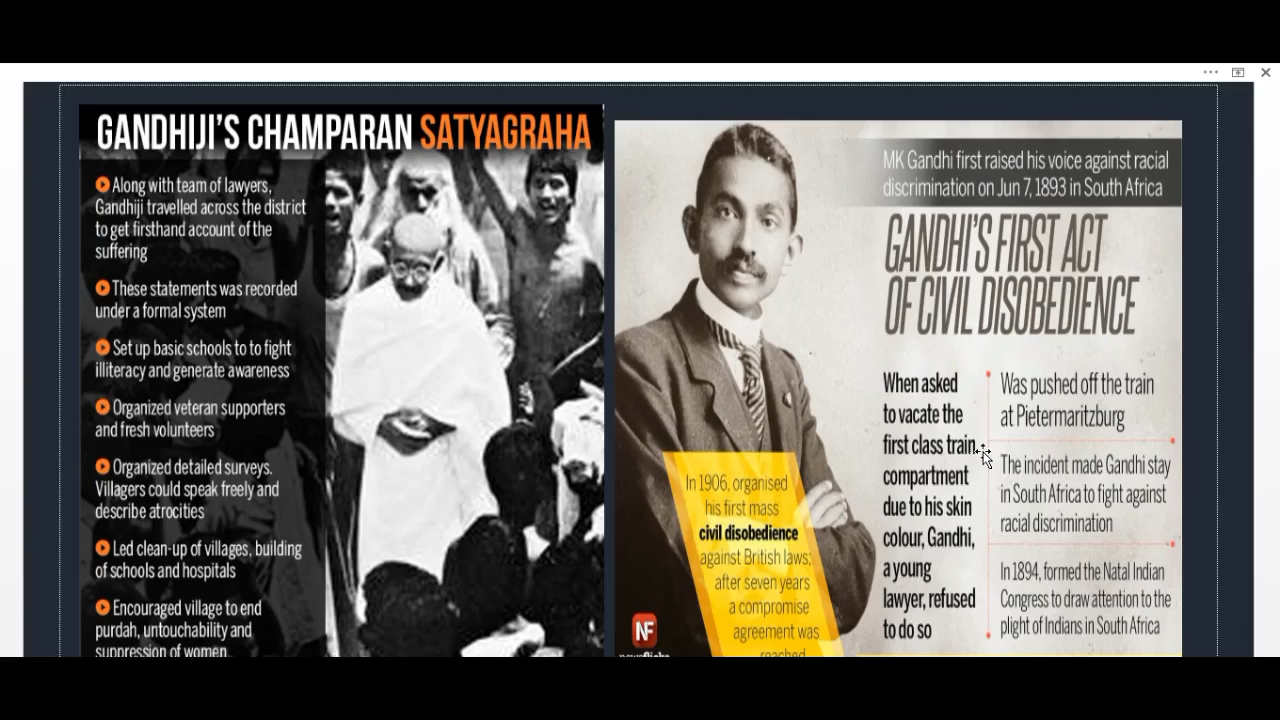 GANDHIJI'S CHAMPARAN SATYAGRAHA
Along with team of lawyers,
Gandhiji travelled across the district
to get firsthand account of the
suffering
These statements was recorded
under a formal system
Set up basic schools to to fight
illiteracy and generate awareness
Organized veteran supporters
and fresh volunteers
Organized detailed surveys.
Villagers could speak freely and
describe atrocities
Led clean-up of villages, building
of schools and hospitals
Encouraged village to end
purdah, untouchability and
suppression of women
MK Gandhi first raised his voice against racial
discrimination on Jun 7, 1893 in South Africa
GANDHI'S FIRST ACT
OF CIVIL DISOBEDIENCE
When asked
to vacate the
first class train
compartment
due to his skin
colour, Gandhi,
a young
lawyer, refused
to do so
Was pushed off the train
at Pietermaritzburg
The incident made Gandhi stay
in South Africa to fight against
racial discrimination
In 1894, formed the Natal Indian
Congress to draw attention to the
plight of Indians in South Africa
In 1906, organised
his first mass
civil disobedience
against British laws;
after seven years
a compromise
agreement was
reached
NF